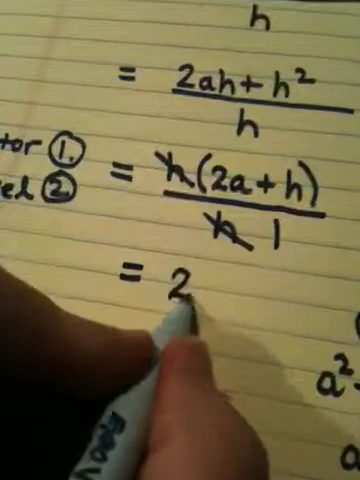 h
= 2ah + h²
h
tor 1.
= h(2a + h)
el 2
h 1
= 2
a²
a